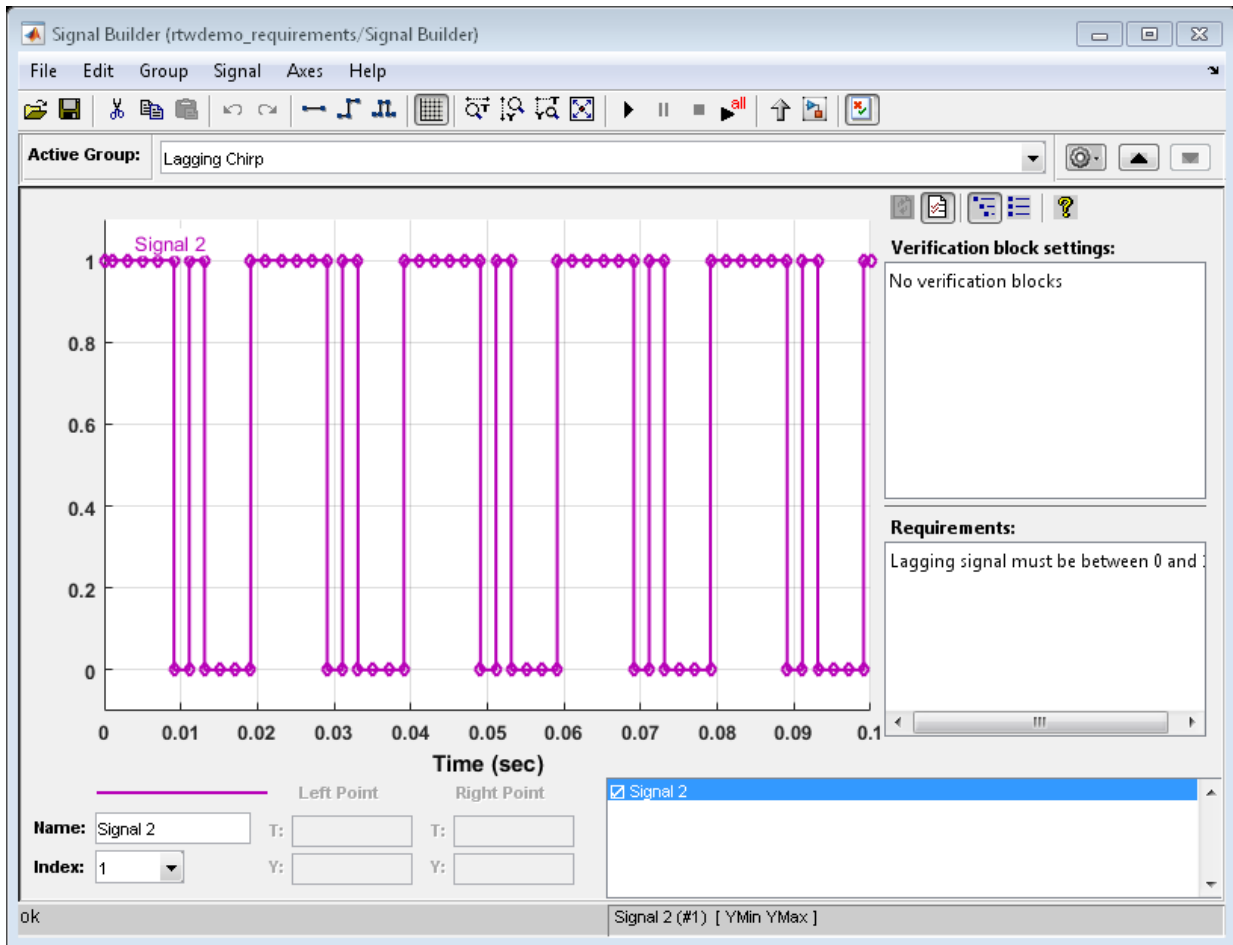 Signal Builder (rtwdemo_requirements/Signal Builder)
File Edit Group Signal Axes Help
all
Active Group: Lagging Chirp
Verification block settings:
No verification blocks
Signal 2
1
0.8
0.6
0.4
0.2
0
Requirements:
Lagging signal must be between 0 and
0 0.01 0.02 0.03 0.04 0.05 0.06 0.07 0.08 0.09 0.1
Time (sec)
Left Point Right Point
Signal 2
Name: Signal 2 T: T:
Index: 1 Y: Y:
ok
Signal 2 (#1) [ YMin YMax ]